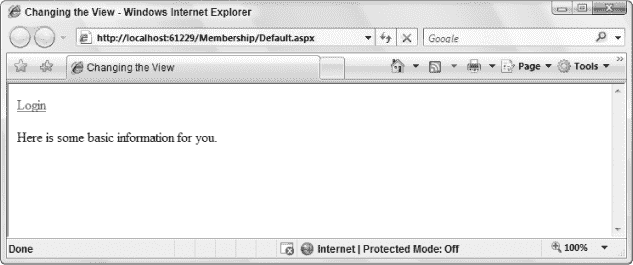 Changing the View - Windows Internet Explorer
http://localhost:61229/Membership/Default.aspx
Google
Changing the View
Page
Tools
Login
Here is some basic information for you.
Done
Internet | Protected Mode: Off
100%